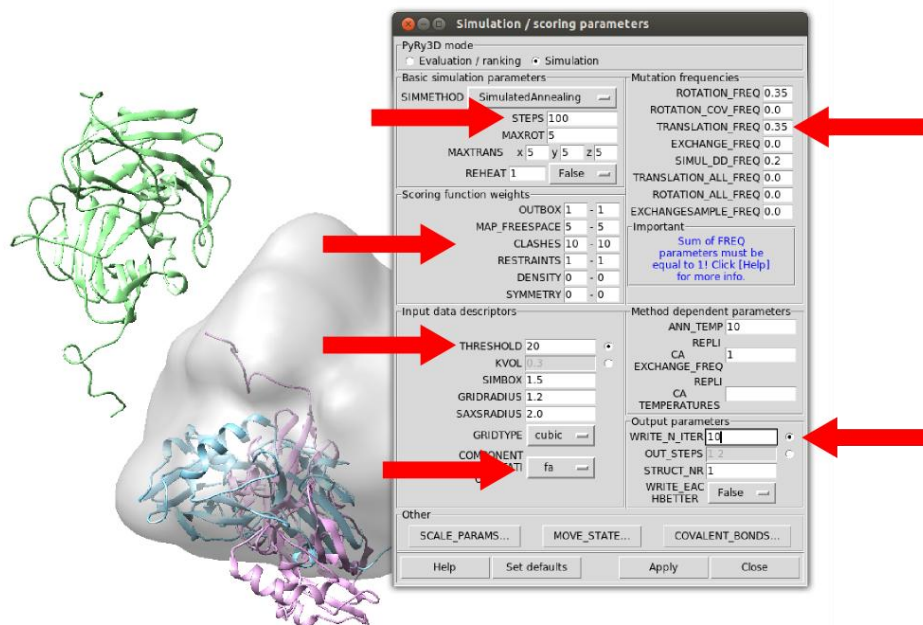 Simulation / scoring parameters
PyRy3D mode
Evaluation / ranking Simulation
Basic simulation parameters
SIMMETHOD SimulatedAnnealing
STEPS 100
MAXROT 5
MAXTRANS x 5 y 5 z 5
REHEAT 1 False
Scoring function weights
OUTBOX 1 - 1
MAP_FREESPACE 5 - 5
CLASHES 10 - 10
RESTRAINTS 1 - 1
DENSITY 0 - 0
SYMMETRY 0 - 0
Input data descriptors
THRESHOLD 20
KVOL 0.3
SIMBOX 1.5
GRIDRADIUS 1.2
SAXSRADIUS 2.0
GRIDTYPE cubic
COMPONENT
fa
Mutation frequencies
ROTATION_FREQ 0.35
ROTATION_COV_FREQ 0.0
TRANSLATION_FREQ 0.35
EXCHANGE_FREQ 0.0
SIMUL_DD_FREQ 0.2
TRANSLATION_ALL_FREQ 0.0
ROTATION_ALL_FREQ 0.0
EXCHANGESAMPLE_FREQ 0.0
Important
Sum of FREQ
parameters must be
equal to 1! Click [Help]
for more info.
Method dependent parameters
ANN_TEMP 10
REPLI
CA 1
EXCHANGE_FREQ
REPLI
CA
TEMPERATURES
Output parameters
WRITE_N_ITER 10
OUT_STEPS 1 2
STRUCT_NR 1
WRITE_EAC
HBETTER False
Other
SCALE_PARAMS... MOVE_STATE... COVALENT_BONDS...
Help Set defaults Apply Close